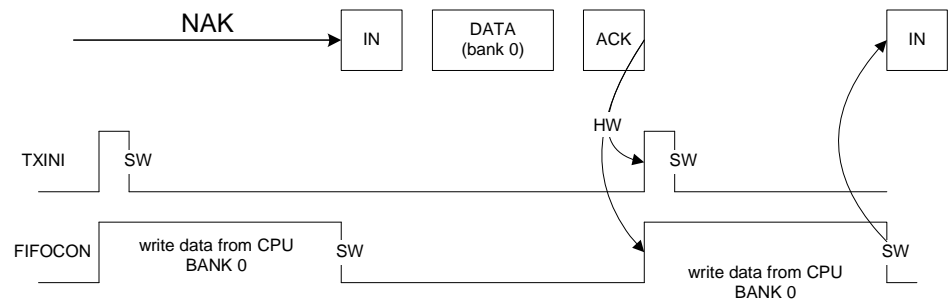 NAK
IN
DATA
(bank 0)
ACK
IN
HW
TXINI
SW
SW
FIFOCON
write data from CPU
BANK 0
SW
write data from CPU
BANK 0
SW